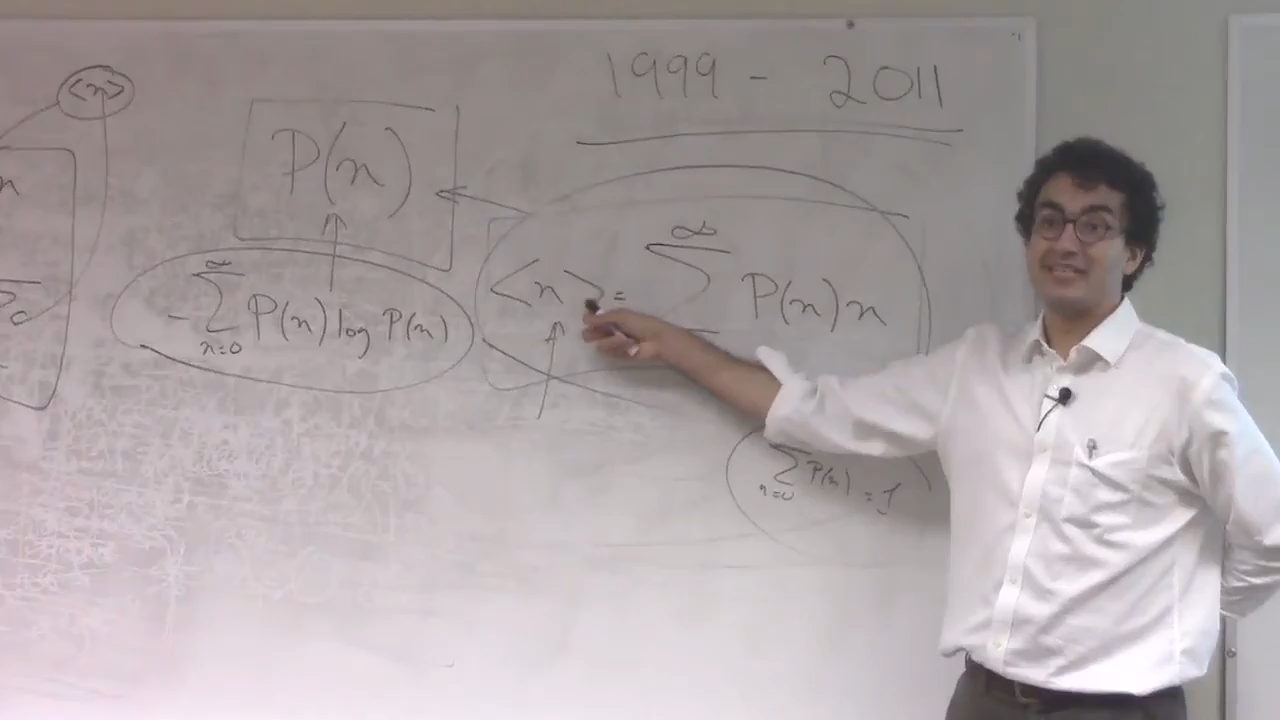 1999 - 2011
<n>
P(n)
n
∞
- Σ P(n) log P(n)
n=0
∞
<n> = Σ P(n) n
Σ P(n) = 1
n=0